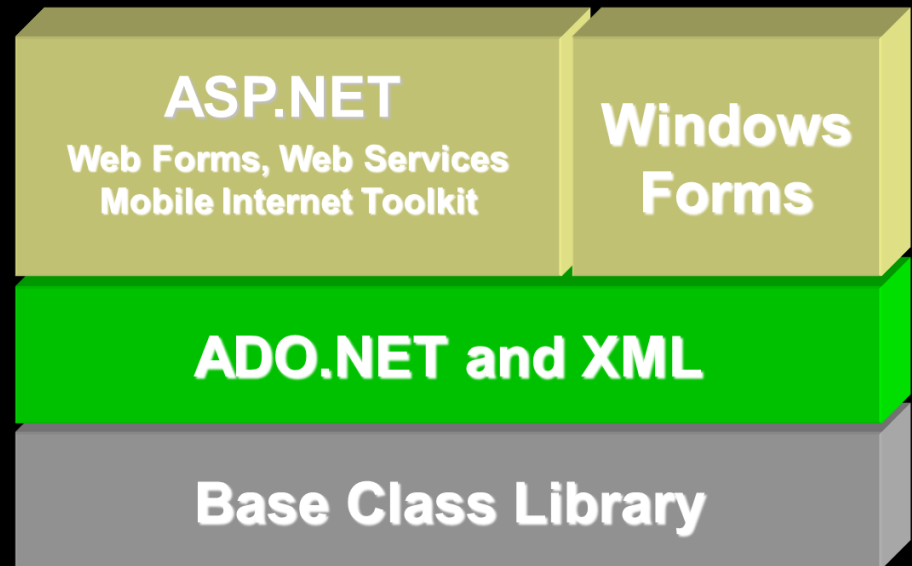 ASP.NET
Web Forms, Web Services
Mobile Internet Toolkit
Windows
Forms
ADO.NET and XML
Base Class Library